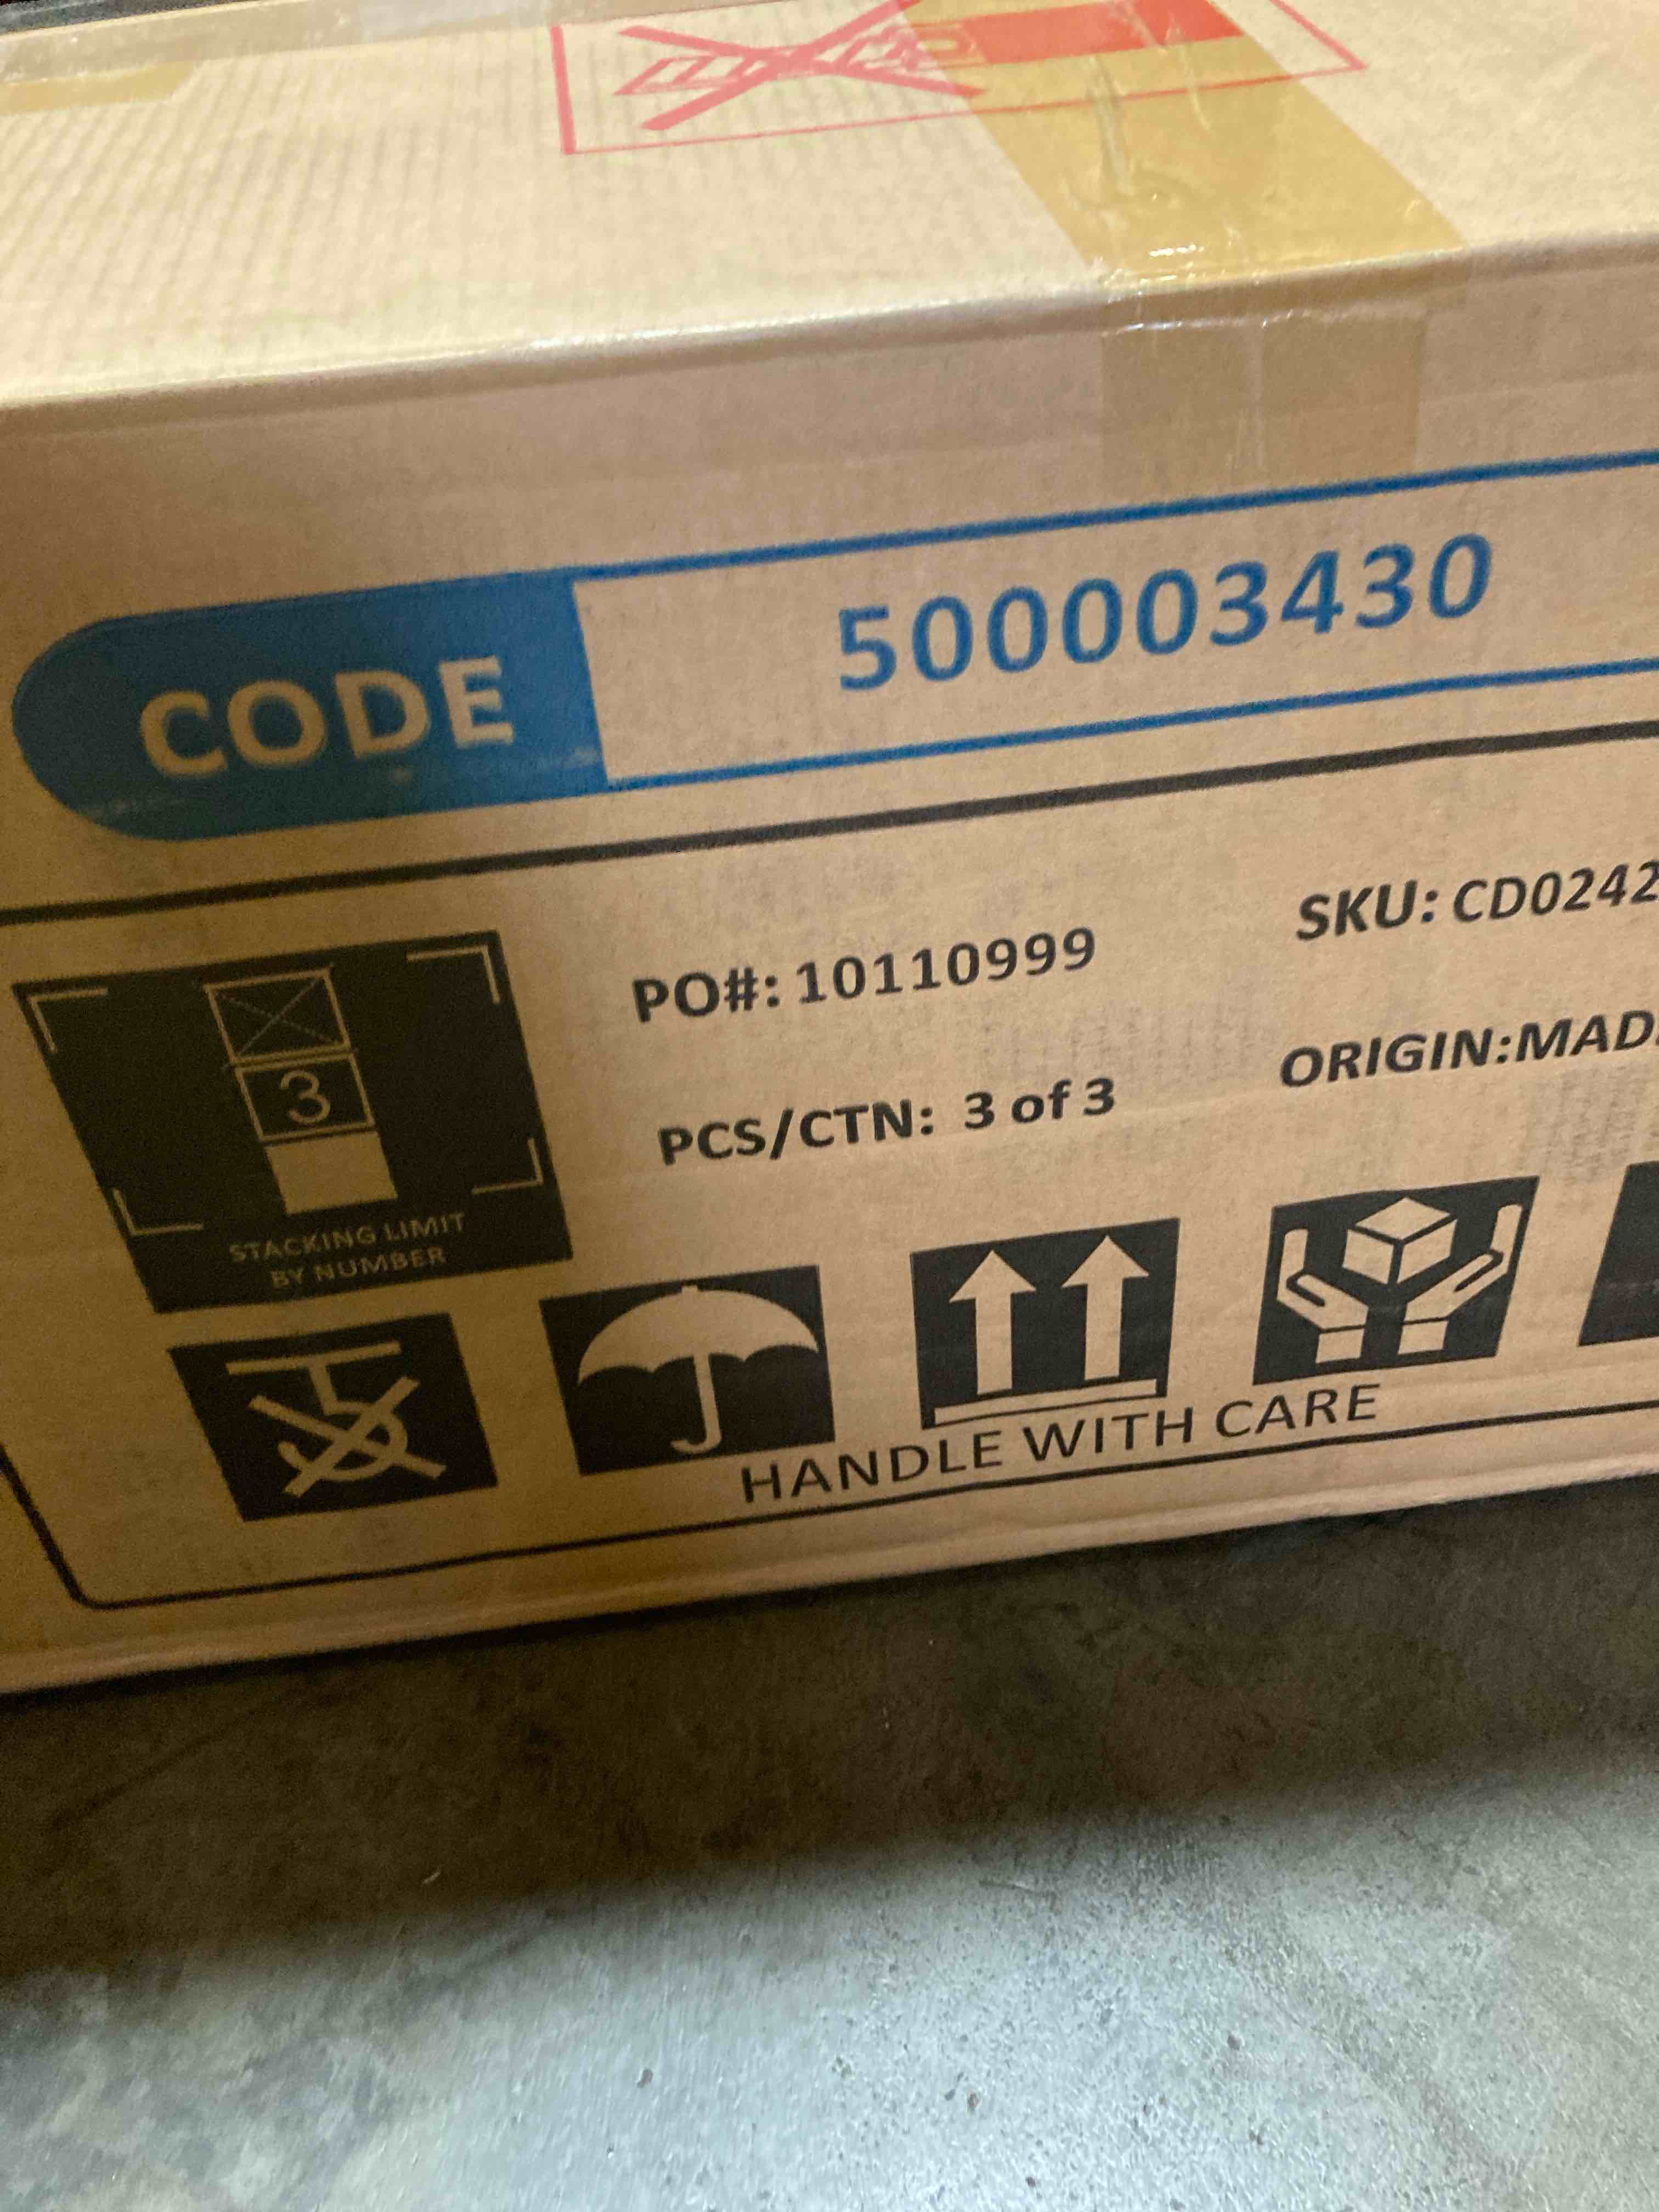 CODE 500003430
PO#: 10110999 SKU: CD0242
PCS/CTN: 3 of 3 ORIGIN:MAD
3
STACKING LIMIT
BY NUMBER
HANDLE WITH CARE